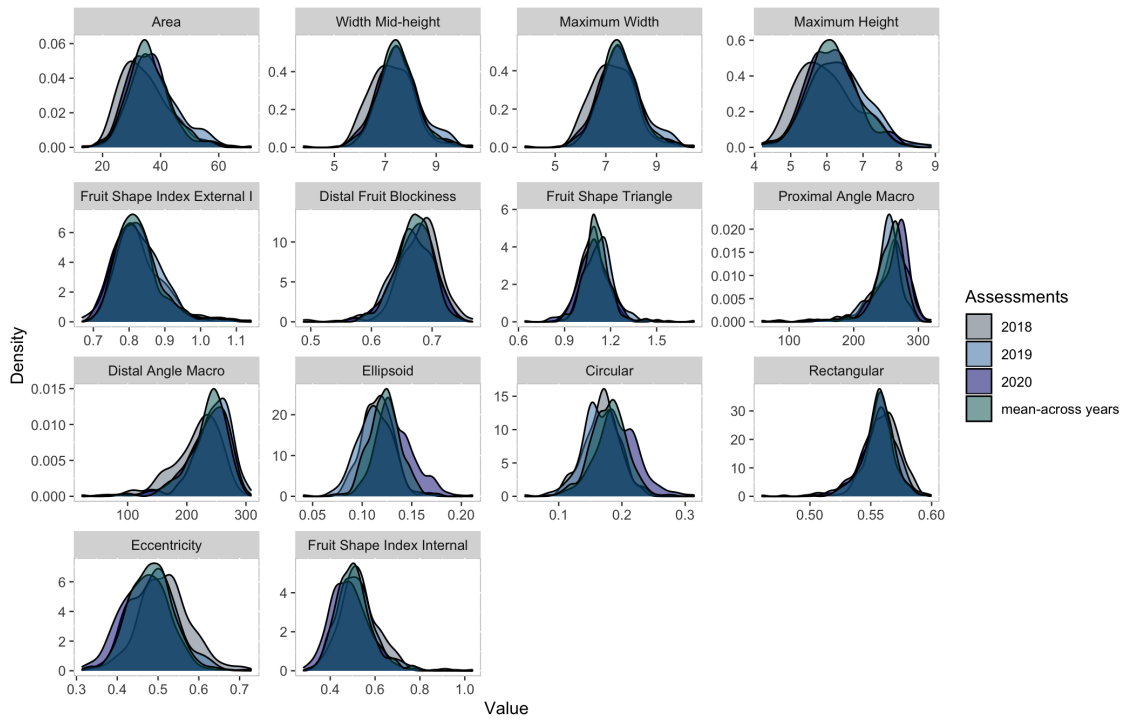 Area
Width Mid-height
Maximum Width
Maximum Height
0.06
0.04
0.02
0.00
20 40 60
0.4
0.2
0.0
5 7 9
0.4
0.2
0.0
5 7 9
0.6
0.4
0.2
0.0
4 5 6 7 8 9
Fruit Shape Index External I
Distal Fruit Blockiness
Fruit Shape Triangle
Proximal Angle Macro
6
4
2
0
0.7 0.8 0.9 1.0 1.1
10
5
0
0.5 0.6 0.7
6
4
2
0
0.6 0.9 1.2 1.5
0.020
0.015
0.010
0.005
0.000
100 200 300
Distal Angle Macro
Ellipsoid
Circular
Rectangular
0.015
0.010
0.005
0.000
100 200 300
20
10
0
0.05 0.10 0.15 0.20
15
10
5
0
0.1 0.2 0.3
30
20
10
0
0.50 0.55 0.60
Eccentricity
Fruit Shape Index Internal
6
4
2
0
0.3 0.4 0.5 0.6 0.7
4
2
0
0.4 0.6 0.8 1.0
Density
Value
Assessments
2018
2019
2020
mean-across years